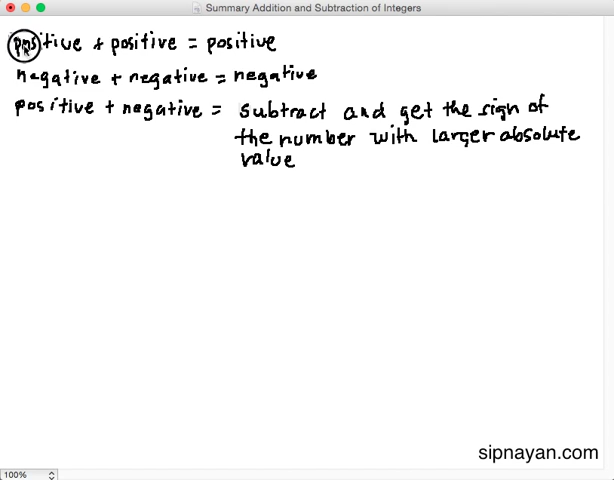 Summary Addition and Subtraction of Integers
positive + positive = positive
negative + negative = negative
positive + negative = subtract and get the sign of
the number with larger absolute
value
sipnayan.com
100%